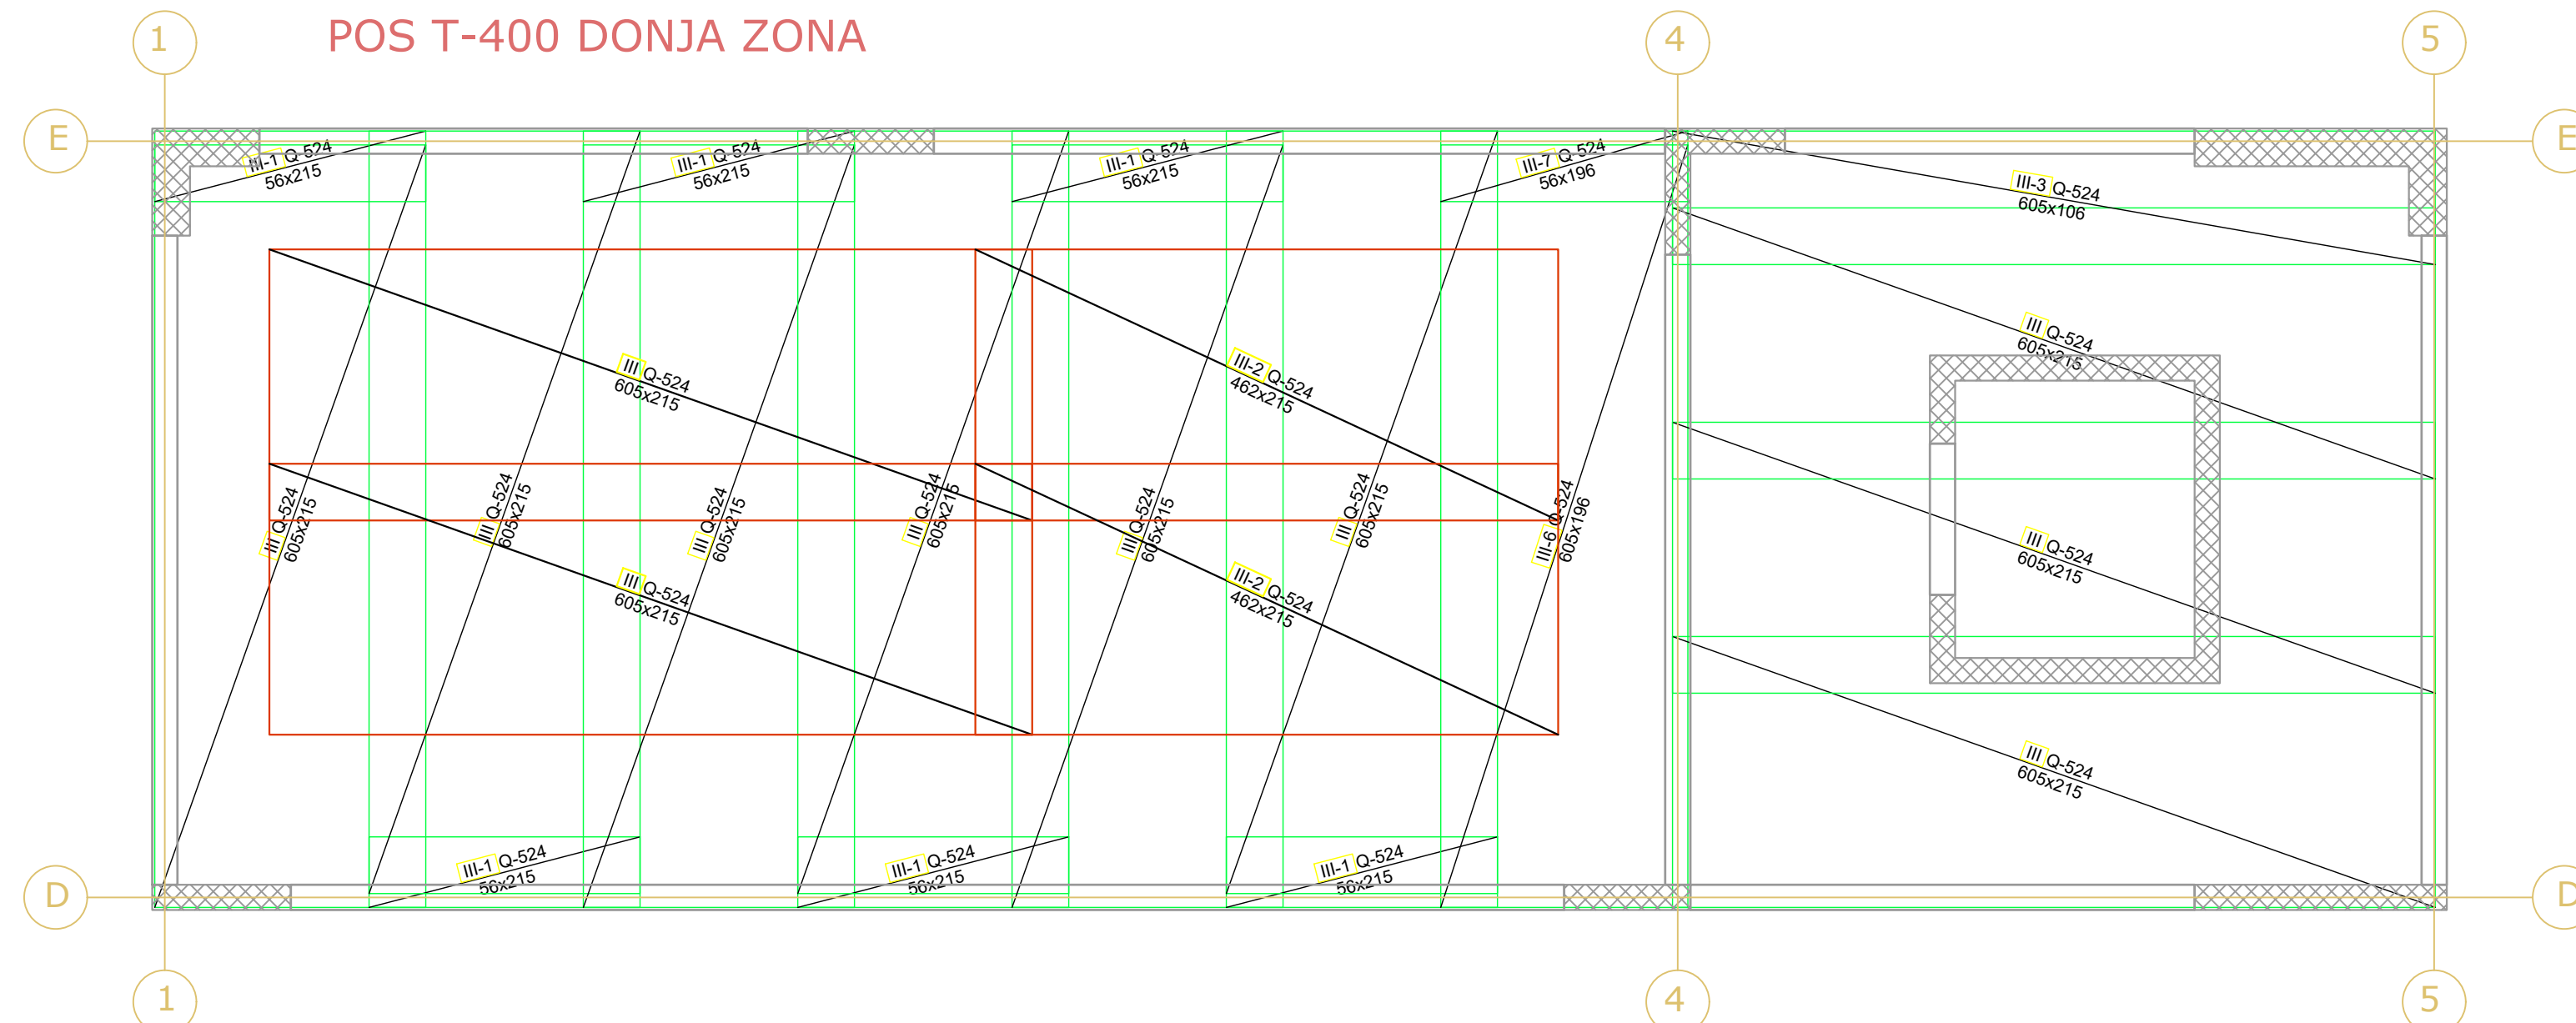 POS T-400 DONJA ZONA
1
4
5
E
E
III-1 Q-524
56x215
III-1 Q-524
56x215
III-1 Q-524
56x215
III-7 Q-524
56x196
III-3 Q-524
605x106
III Q-524
605x215
III Q-524
605x215
III-2 Q-524
462x215
III Q-524
605x215
III Q-524
605x215
III Q-524
605x215
III Q-524
605x215
III Q-524
605x215
III Q-524
605x215
III-6 Q-524
605x196
III Q-524
605x215
III Q-524
605x215
III-2 Q-524
462x215
III Q-524
605x215
III-1 Q-524
56x215
III-1 Q-524
56x215
III-1 Q-524
56x215
D
D
1
4
5